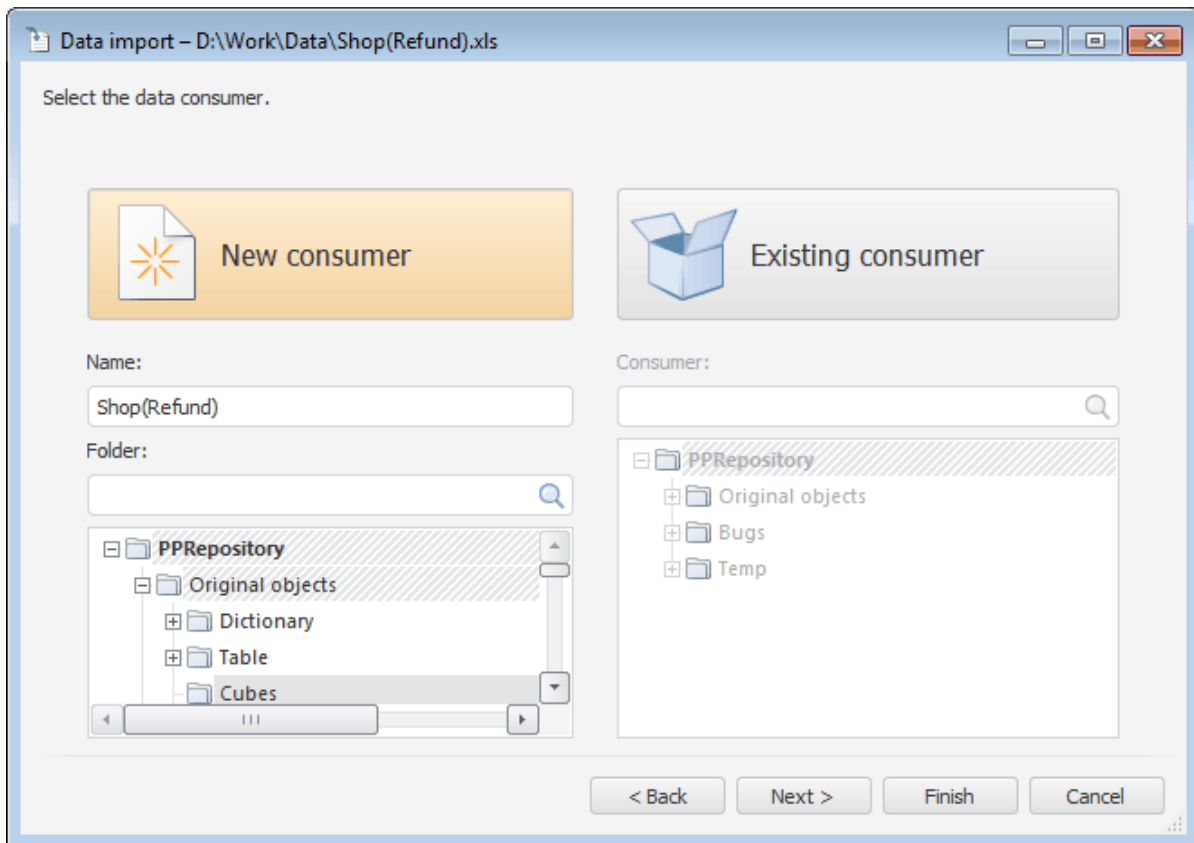 Data import – D:\Work\Data\Shop(Refund).xls
Select the data consumer.
New consumer
Existing consumer
Name:
Shop(Refund)
Folder:
PPRepository
Original objects
Dictionary
Table
Cubes
Consumer:
PPRepository
Original objects
Bugs
Temp
< Back
Next >
Finish
Cancel